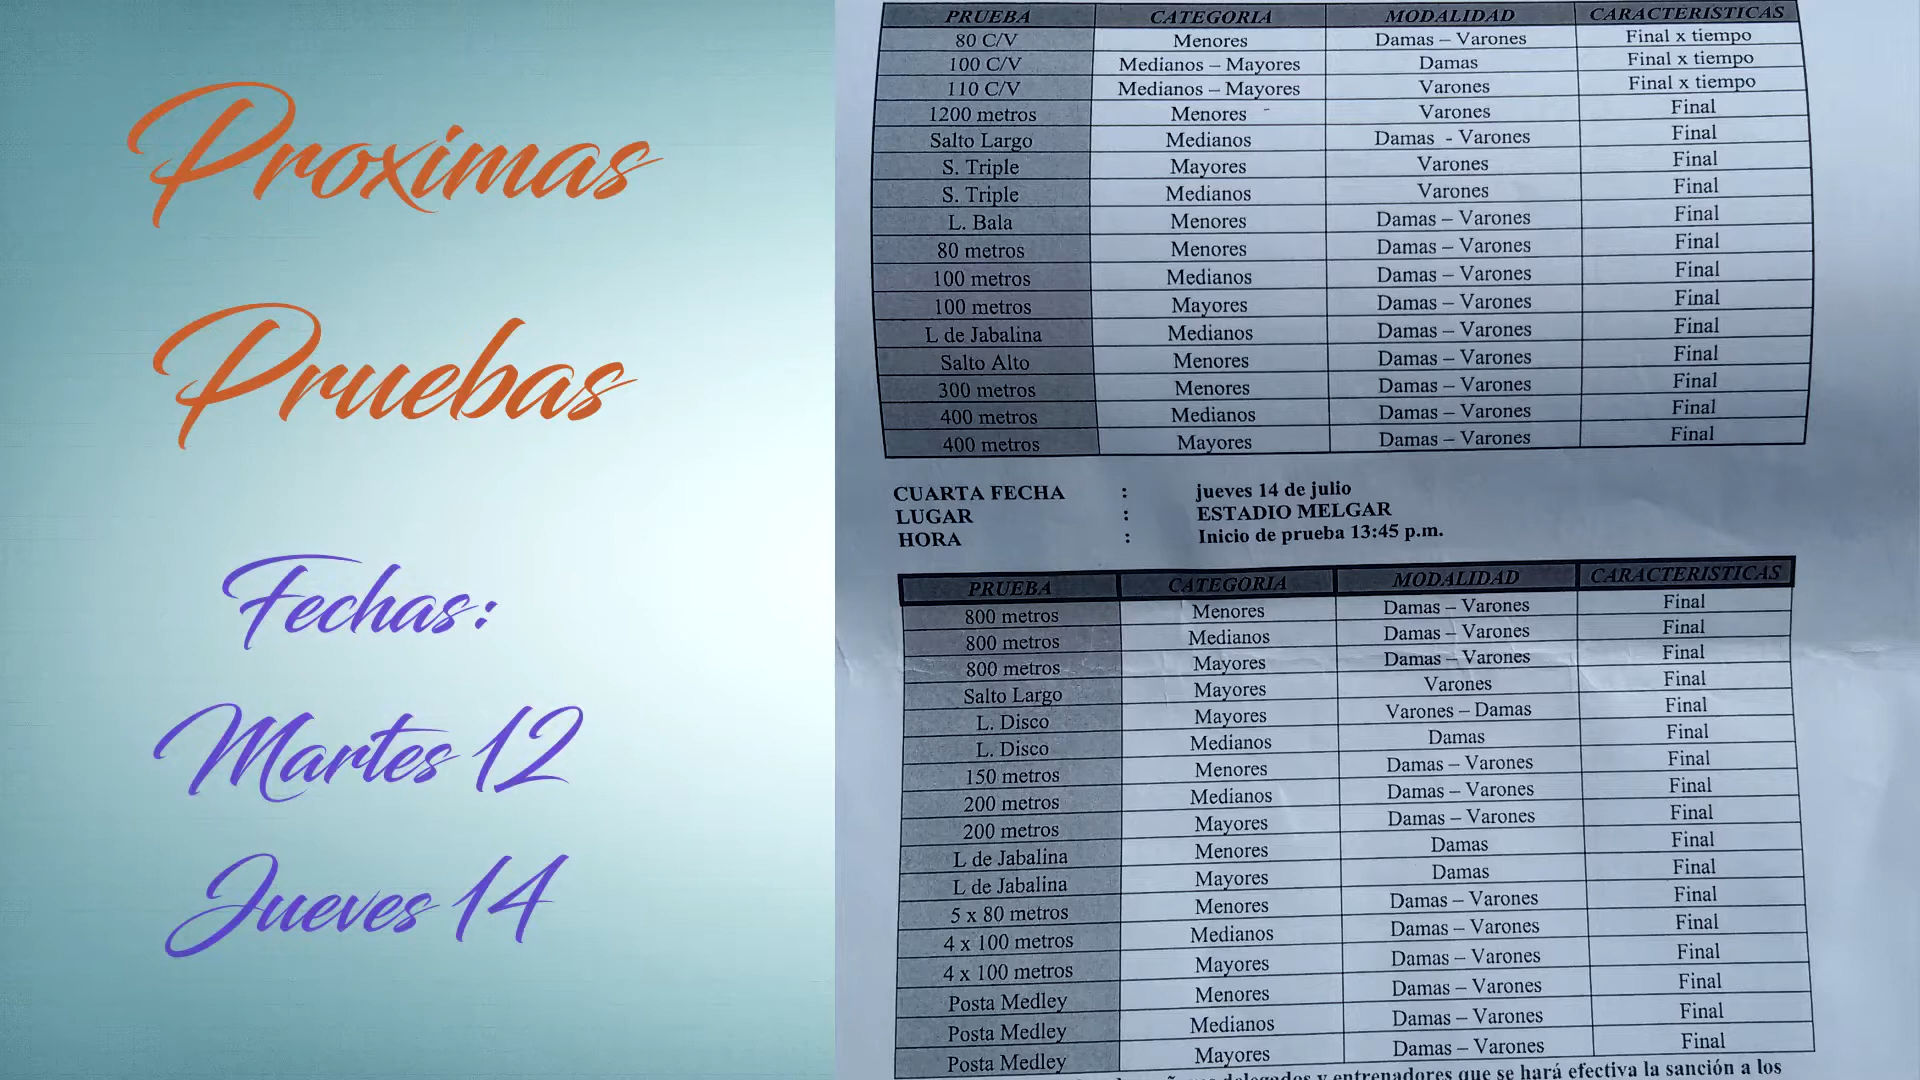 Proximas
Pruebas
Fechas:
Martes 12
Jueves 14
PRUEBA CATEGORIA MODALIDAD CARACTERISTICAS
80 C/V Menores Damas – Varones Final x tiempo
100 C/V Medianos – Mayores Damas Final x tiempo
110 C/V Medianos – Mayores Varones Final x tiempo
1200 metros Menores Varones Final
Salto Largo Medianos Damas - Varones Final
S. Triple Mayores Varones Final
S. Triple Medianos Varones Final
L. Bala Menores Damas – Varones Final
80 metros Menores Damas – Varones Final
100 metros Medianos Damas – Varones Final
100 metros Mayores Damas – Varones Final
L de Jabalina Medianos Damas – Varones Final
Salto Alto Menores Damas – Varones Final
300 metros Menores Damas – Varones Final
400 metros Medianos Damas – Varones Final
400 metros Mayores Damas – Varones Final
CUARTA FECHA : jueves 14 de julio
LUGAR : ESTADIO MELGAR
HORA : Inicio de prueba 13:45 p.m.
PRUEBA CATEGORIA MODALIDAD CARACTERISTICAS
800 metros Menores Damas – Varones Final
800 metros Medianos Damas – Varones Final
800 metros Mayores Damas – Varones Final
Salto Largo Mayores Varones Final
L. Disco Mayores Varones – Damas Final
L. Disco Medianos Damas Final
150 metros Menores Damas – Varones Final
200 metros Medianos Damas – Varones Final
200 metros Mayores Damas – Varones Final
L de Jabalina Menores Damas Final
L de Jabalina Mayores Damas Final
5 x 80 metros Menores Damas – Varones Final
4 x 100 metros Medianos Damas – Varones Final
4 x 100 metros Mayores Damas – Varones Final
Posta Medley Menores Damas – Varones Final
Posta Medley Medianos Damas – Varones Final
Posta Medley Mayores Damas – Varones Final
delegados y entrenadores que se hará efectiva la sanción a los